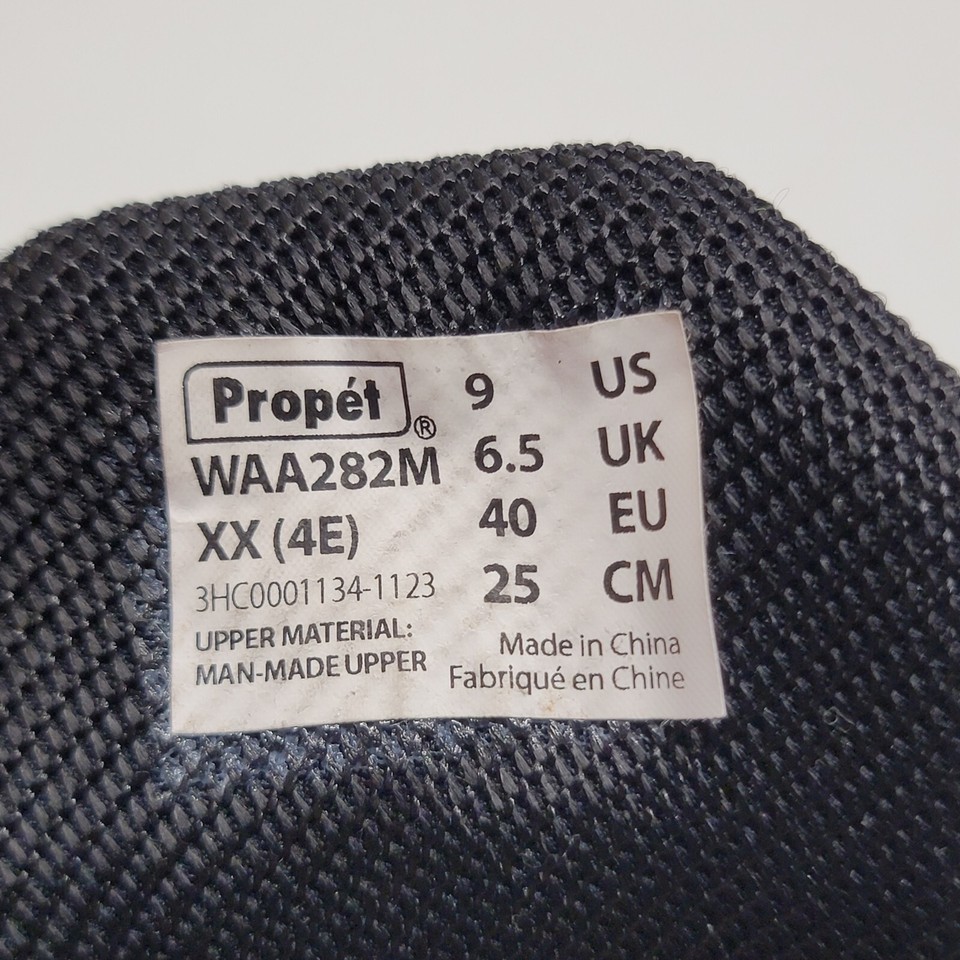 Propét® 9 US
WAA282M 6.5 UK
XX (4E) 40 EU
3HC0001134-1123 25 CM
UPPER MATERIAL: Made in China
MAN-MADE UPPER Fabriqué en Chine